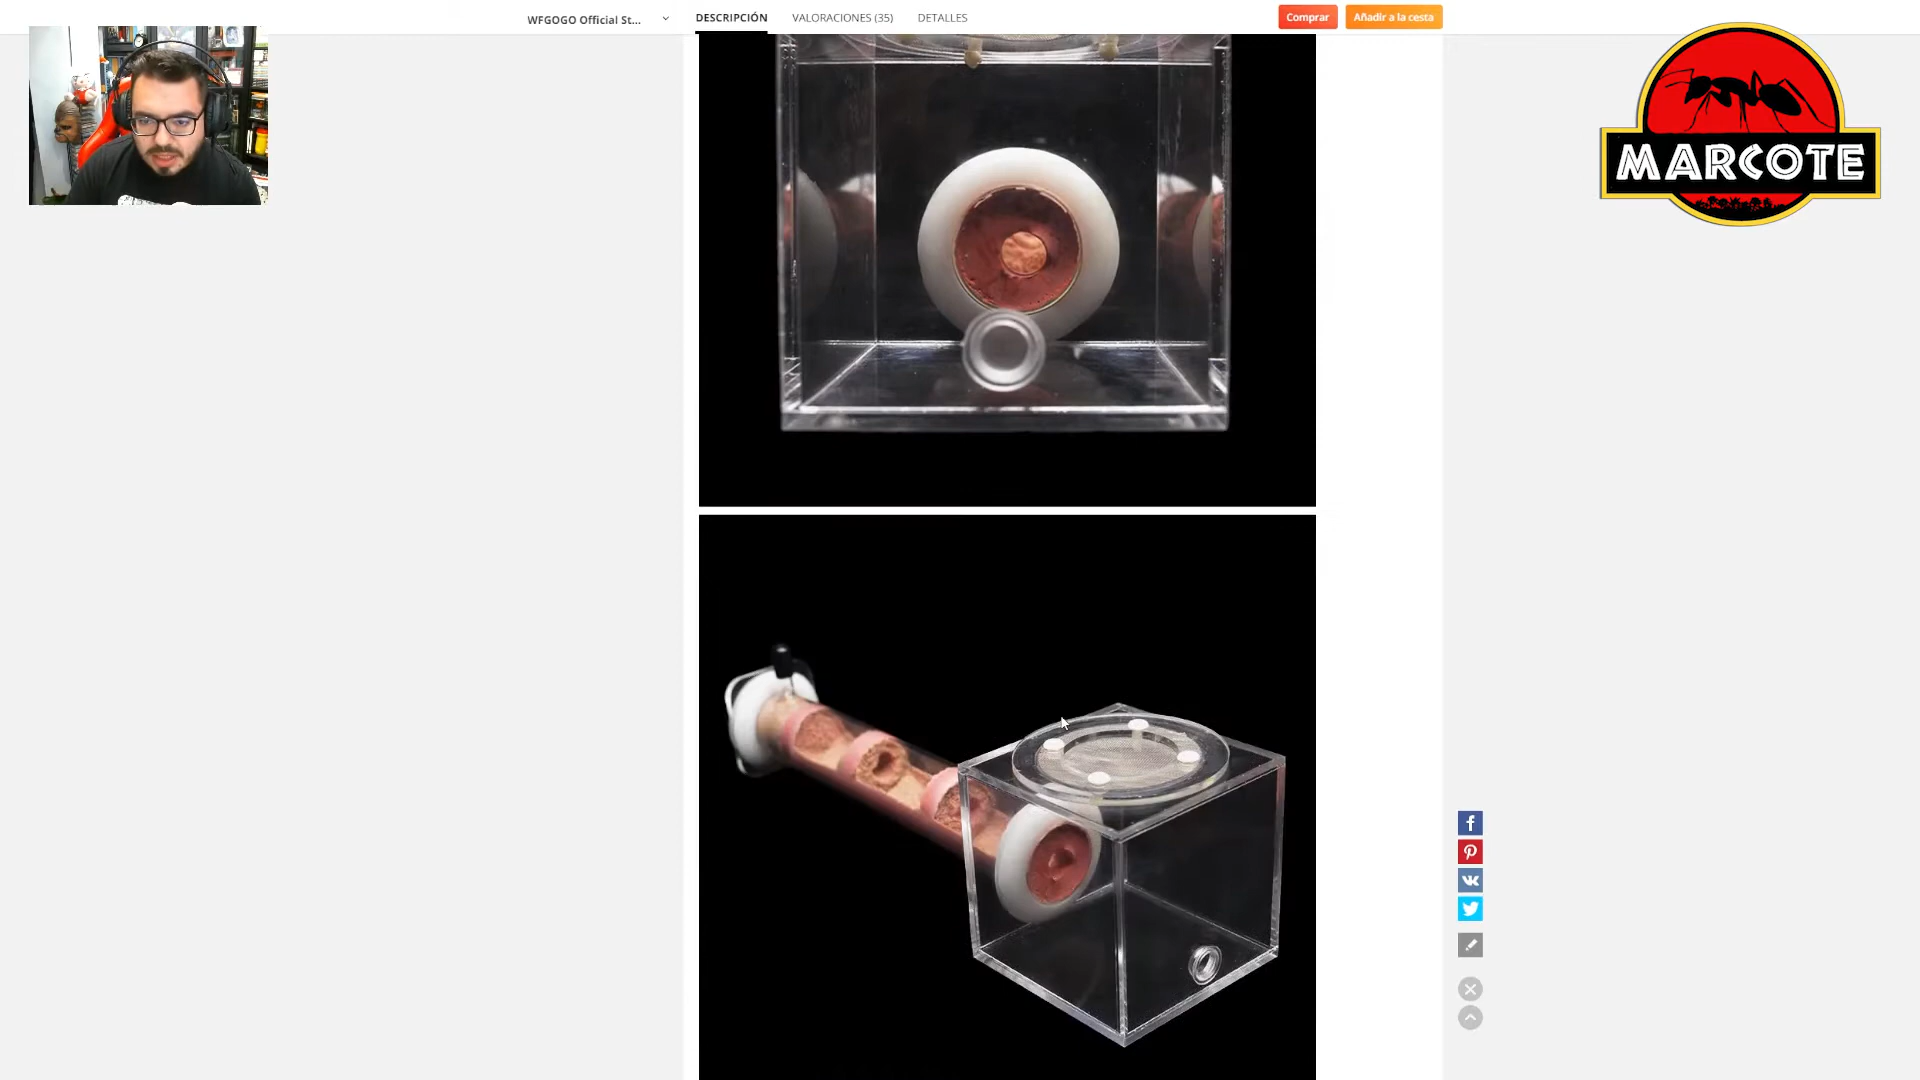 WFGOGO Official St...
DESCRIPCIÓN
VALORACIONES (35)
DETALLES
Comprar
Añadir a la cesta
MARCOTE